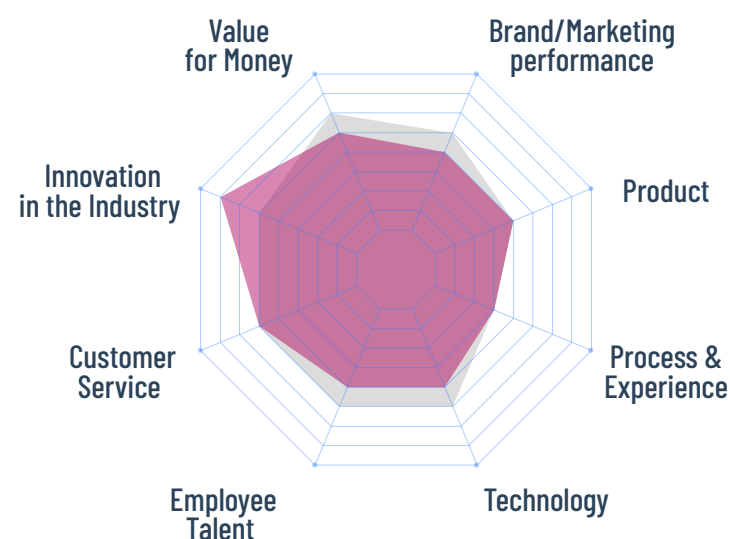 Value
for Money
Brand/Marketing
performance
Innovation
in the Industry
Product
Customer
Service
Process &
Experience
Employee
Talent
Technology